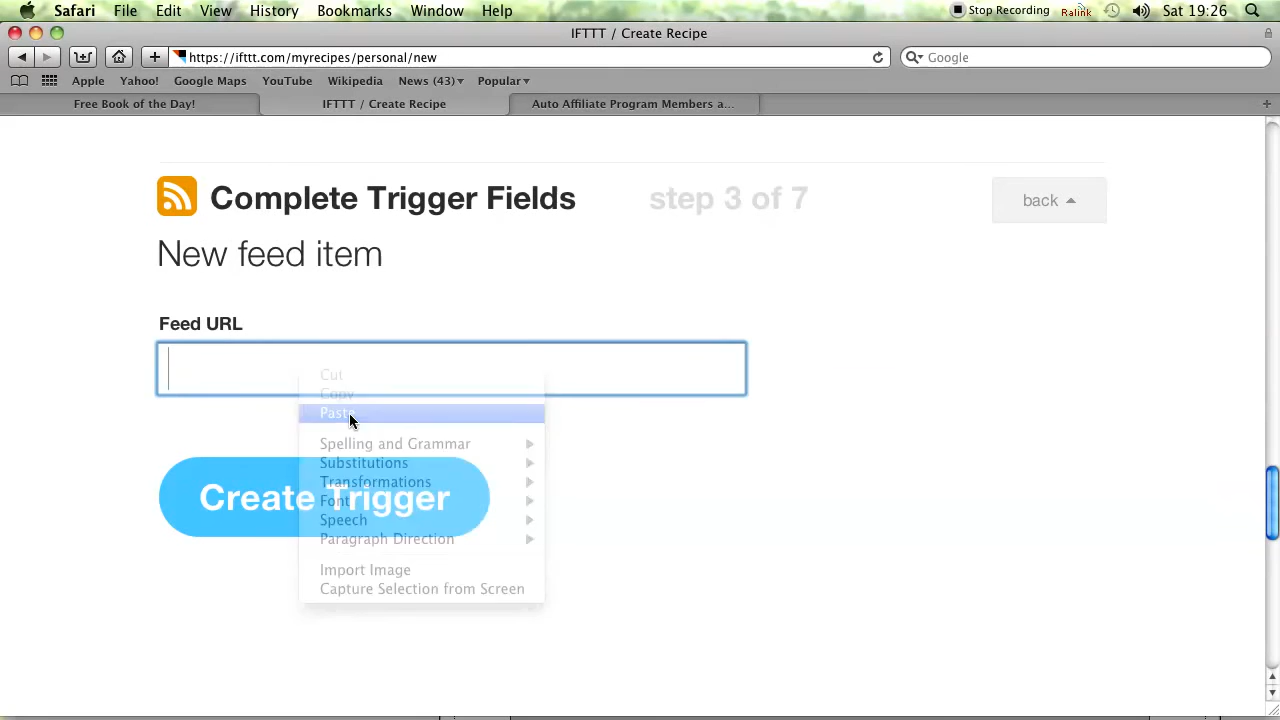 Safari File Edit View History Bookmarks Window Help Stop Recording Ralink Sat 19:26
IFTTT / Create Recipe
https://ifttt.com/myrecipes/personal/new Google
Apple Yahoo! Google Maps YouTube Wikipedia News (43) Popular
Free Book of the Day! IFTTT / Create Recipe Auto Affiliate Program Members a...
Complete Trigger Fields step 3 of 7 back
New feed item
Feed URL
Cut
Copy
Paste
Spelling and Grammar
Substitutions
Transformations
Create Trigger
Font
Speech
Paragraph Direction
Import Image
Capture Selection from Screen